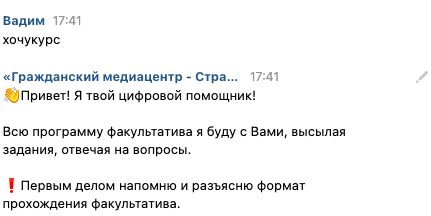 Вадим 17:41
хочукурс
«Гражданский медиацентр - Стра... 17:41
👋Привет! Я твой цифровой помощник!
Всю программу факультатива я буду с Вами, высылая
задания, отвечая на вопросы.
❗Первым делом напомню и разъясню формат
прохождения факультатива.